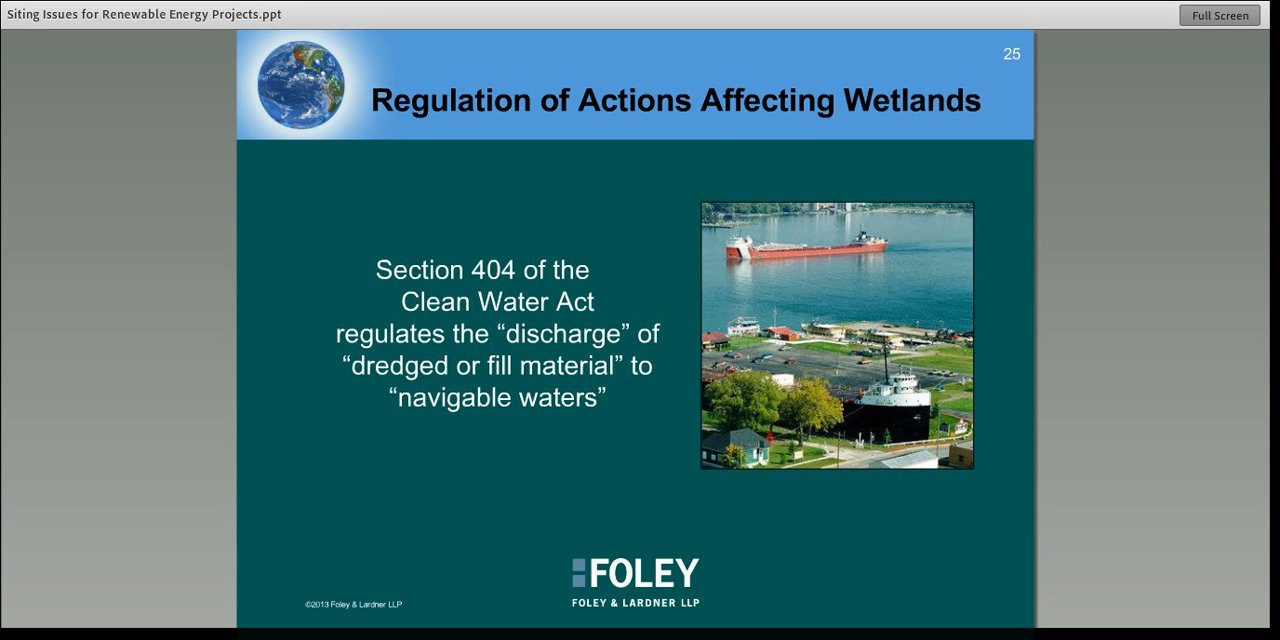 Siting Issues for Renewable Energy Projects.ppt
Full Screen
25
Regulation of Actions Affecting Wetlands
Section 404 of the
Clean Water Act
regulates the “discharge” of
“dredged or fill material” to
“navigable waters”
FOLEY
FOLEY & LARDNER LLP
©2013 Foley & Lardner LLP